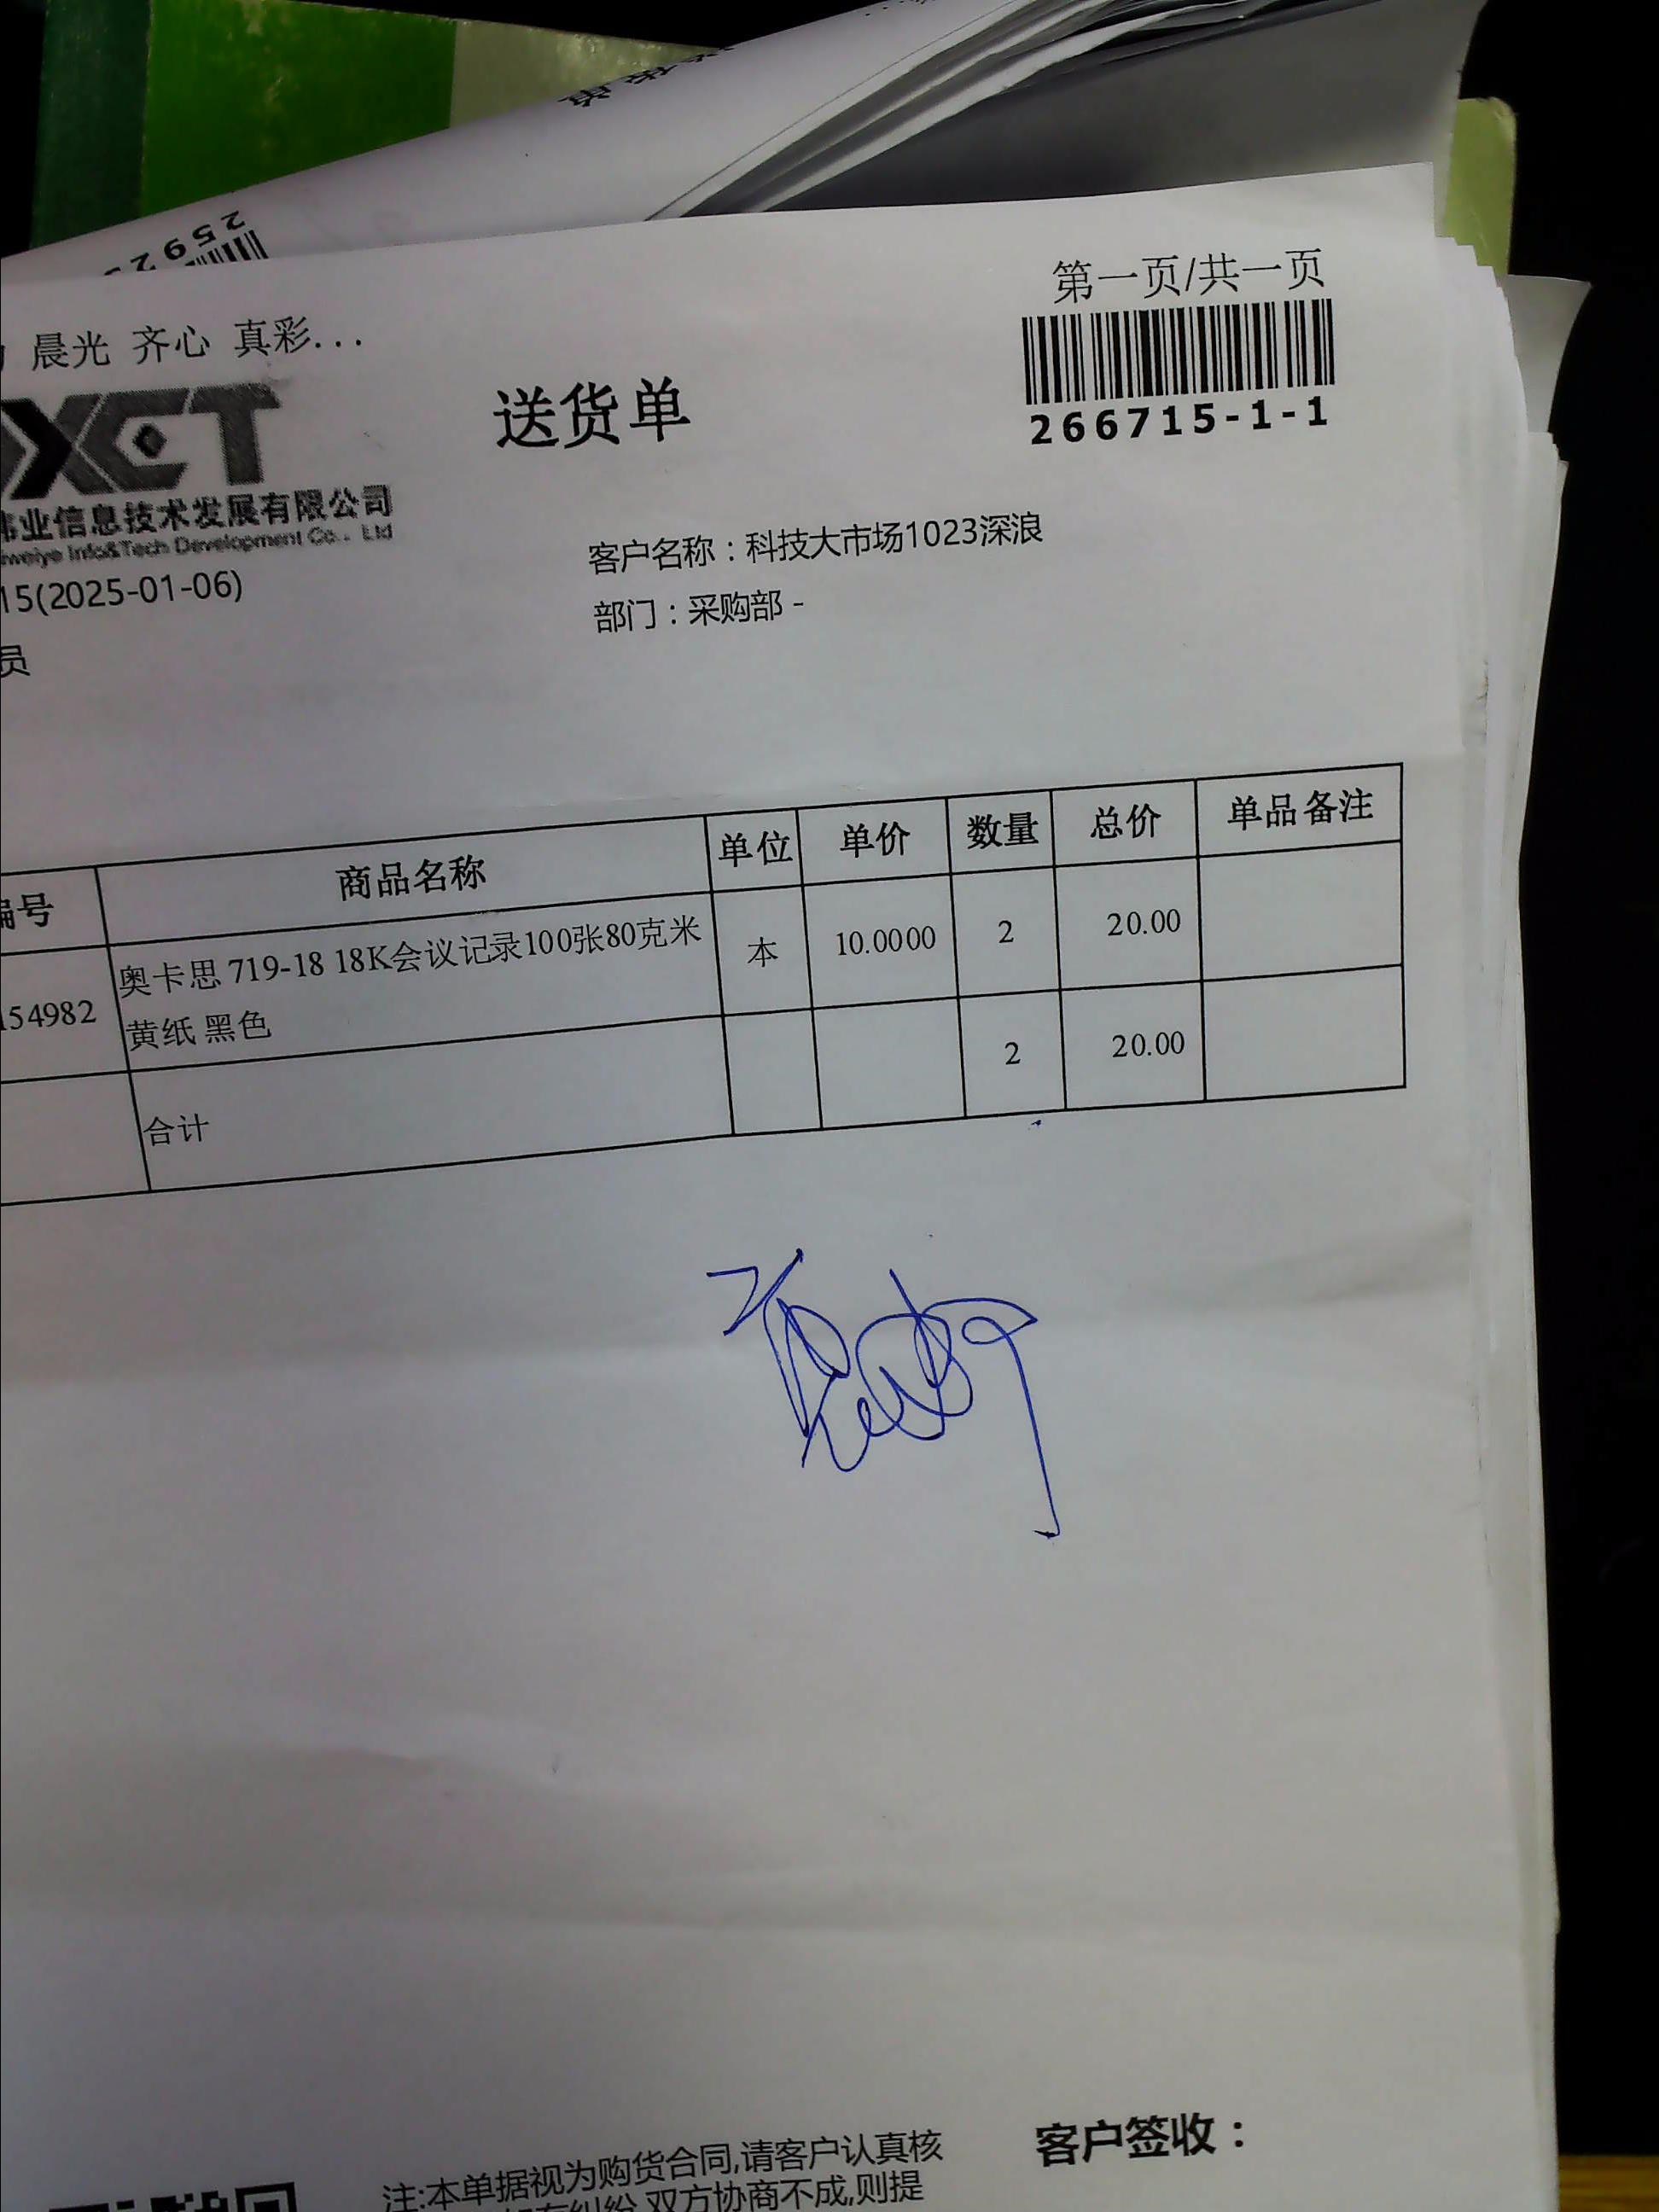 第一页/共一页
晨光 齐心 真彩...
送货单
266715-1-1
XCT
伟业信息技术发展有限公司
weiye Info&Tech Development Co., Ltd
客户名称：科技大市场1023深浪
15(2025-01-06)
部门：采购部 -
员
编号 商品名称 单位 单价 数量 总价 单品备注
154982 奥卡思 719-18 18K会议记录100张80克米黄纸 黑色 本 10.0000 2 20.00
合计 2 20.00
客户签收：
注:本单据视为购货合同,请客户认真核
双方协商不成,则提